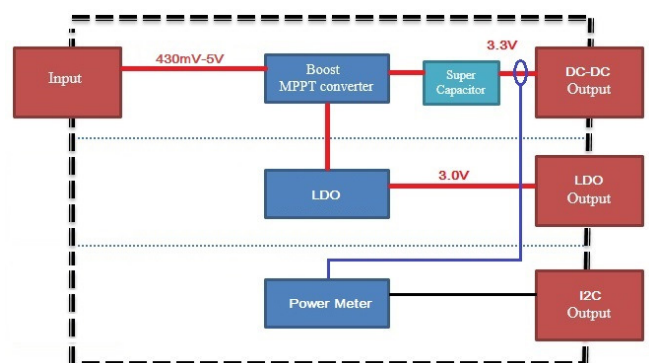 3.3V
430mV-5V
Input
Boost
MPPT converter
Super
Capacitor
DC-DC
Output
LDO
3.0V
LDO
Output
Power Meter
I2C
Output